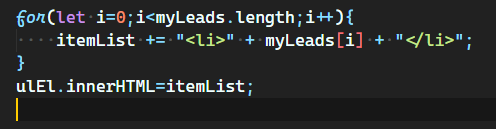 for(let i=0;i<myLeads.length;i++){
    itemList += "<li>" + myLeads[i] + "</li>";
}
ulEl.innerHTML=itemList;